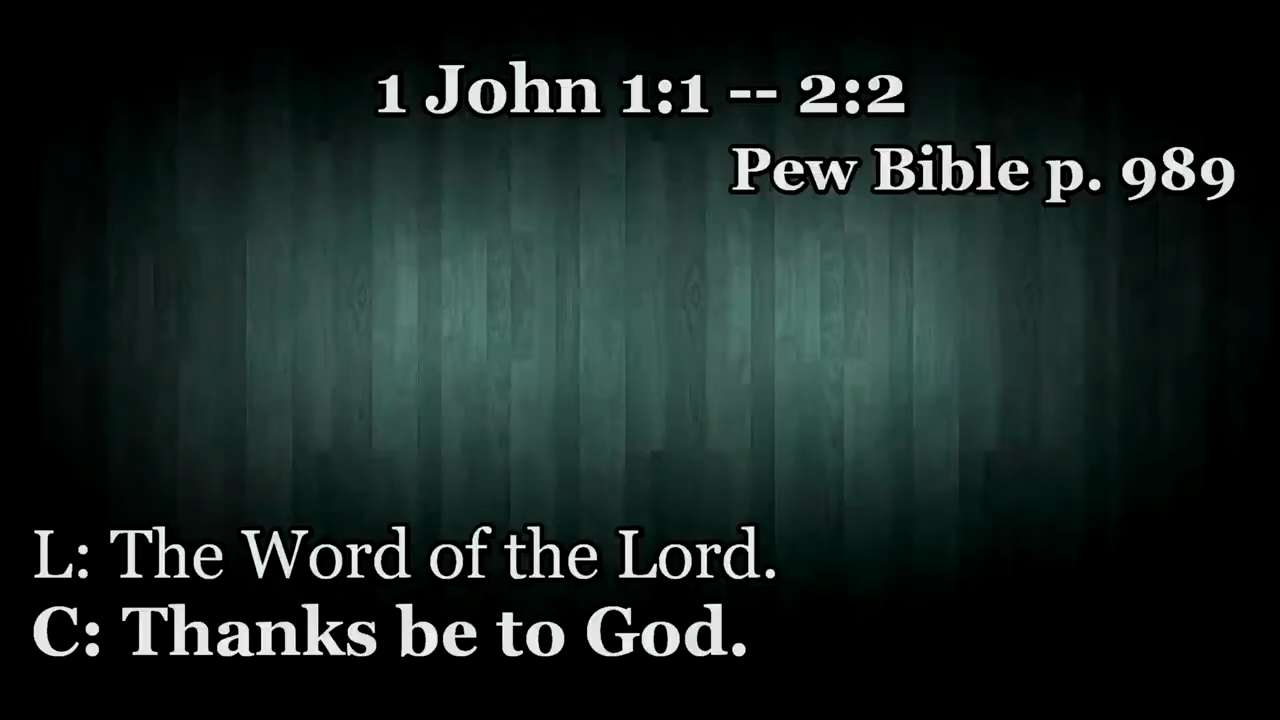 1 John 1:1 -- 2:2
Pew Bible p. 989
L: The Word of the Lord.
C: Thanks be to God.